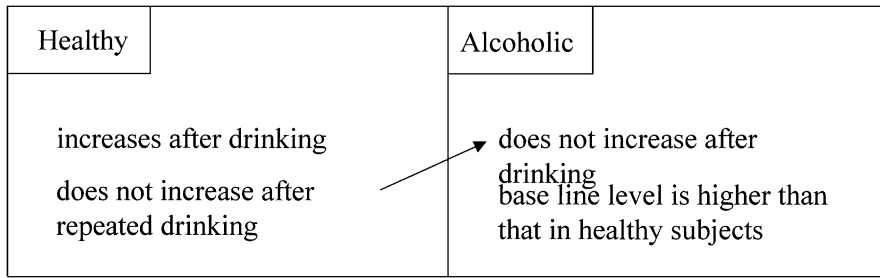 Healthy
increases after drinking
does not increase after
repeated drinking
Alcoholic
does not increase after
drinking
base line level is higher than
that in healthy subjects